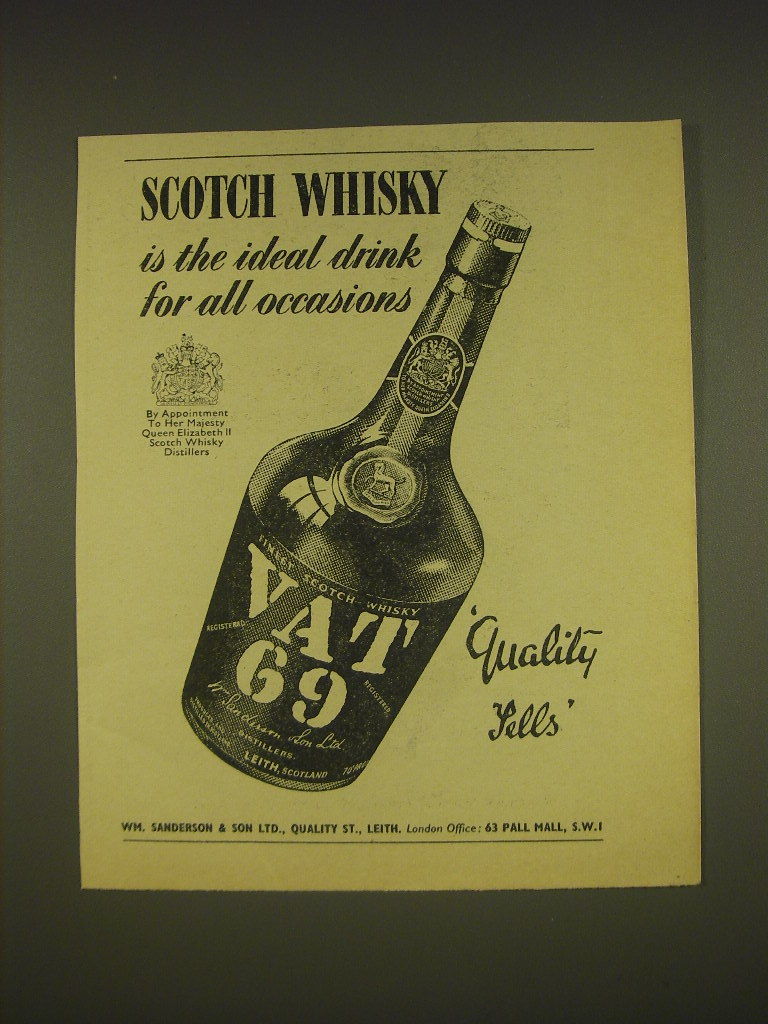 SCOTCH WHISKY
is the ideal drink
for all occasions
By Appointment
To Her Majesty
Queen Elizabeth II
Scotch Whisky
Distillers
FINEST SCOTCH WHISKY
REGISTERED
VAT
69
REGISTERED
Wm Sanderson & Son Ltd.
DISTILLERS.
LEITH, SCOTLAND
70°
'Quality
Tells'
WM. SANDERSON & SON LTD., QUALITY ST., LEITH. London Office: 63 PALL MALL, S.W.1